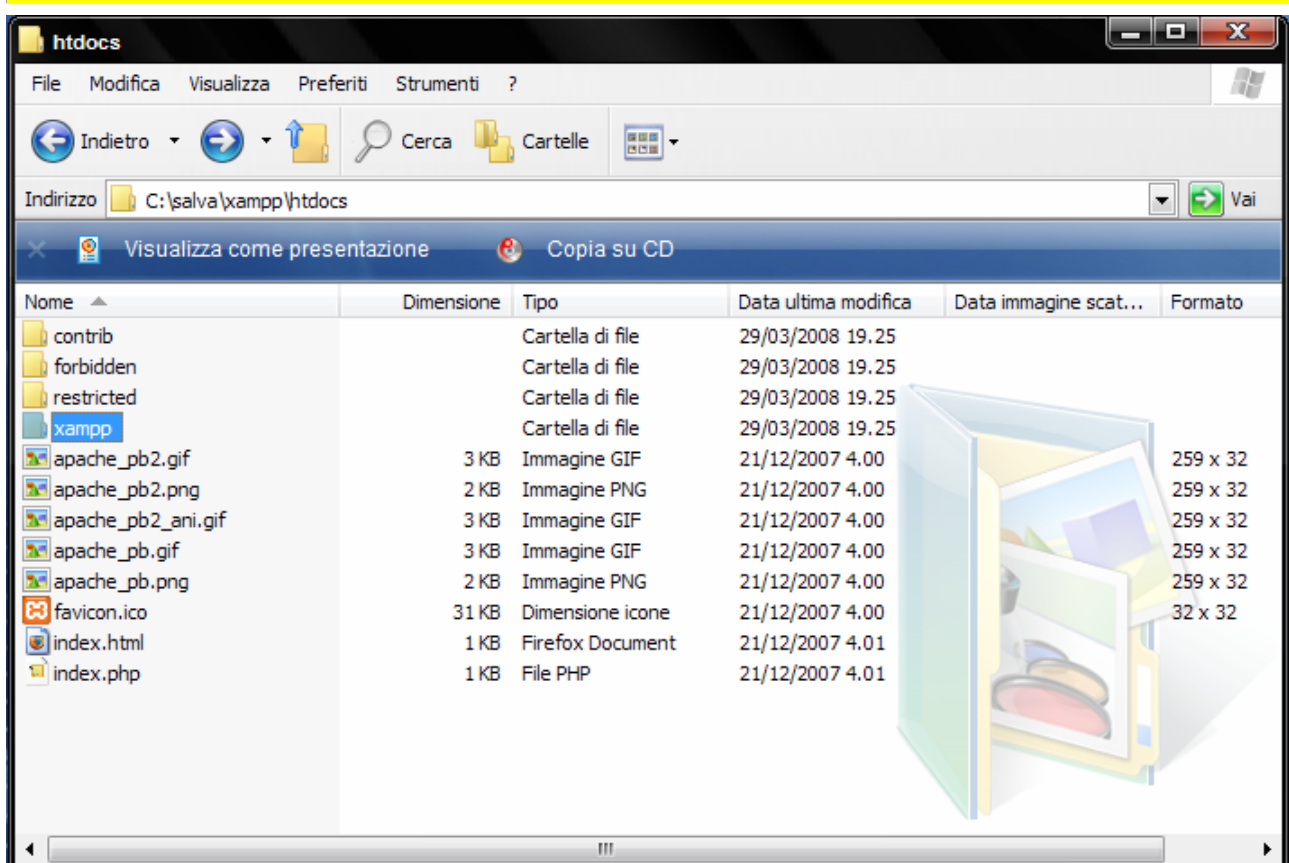 htdocs
File Modifica Visualizza Preferiti Strumenti ?
Indietro Cerca Cartelle
Indirizzo C:\salva\xampp\htdocs Vai
Visualizza come presentazione Copia su CD
Nome Dimensione Tipo Data ultima modifica Data immagine scat... Formato
contrib Cartella di file 29/03/2008 19.25
forbidden Cartella di file 29/03/2008 19.25
restricted Cartella di file 29/03/2008 19.25
xampp Cartella di file 29/03/2008 19.25
apache_pb2.gif 3 KB Immagine GIF 21/12/2007 4.00 259 x 32
apache_pb2.png 2 KB Immagine PNG 21/12/2007 4.00 259 x 32
apache_pb2_ani.gif 3 KB Immagine GIF 21/12/2007 4.00 259 x 32
apache_pb.gif 3 KB Immagine GIF 21/12/2007 4.00 259 x 32
apache_pb.png 2 KB Immagine PNG 21/12/2007 4.00 259 x 32
favicon.ico 31 KB Dimensione icone 21/12/2007 4.00 32 x 32
index.html 1 KB Firefox Document 21/12/2007 4.01
index.php 1 KB File PHP 21/12/2007 4.01